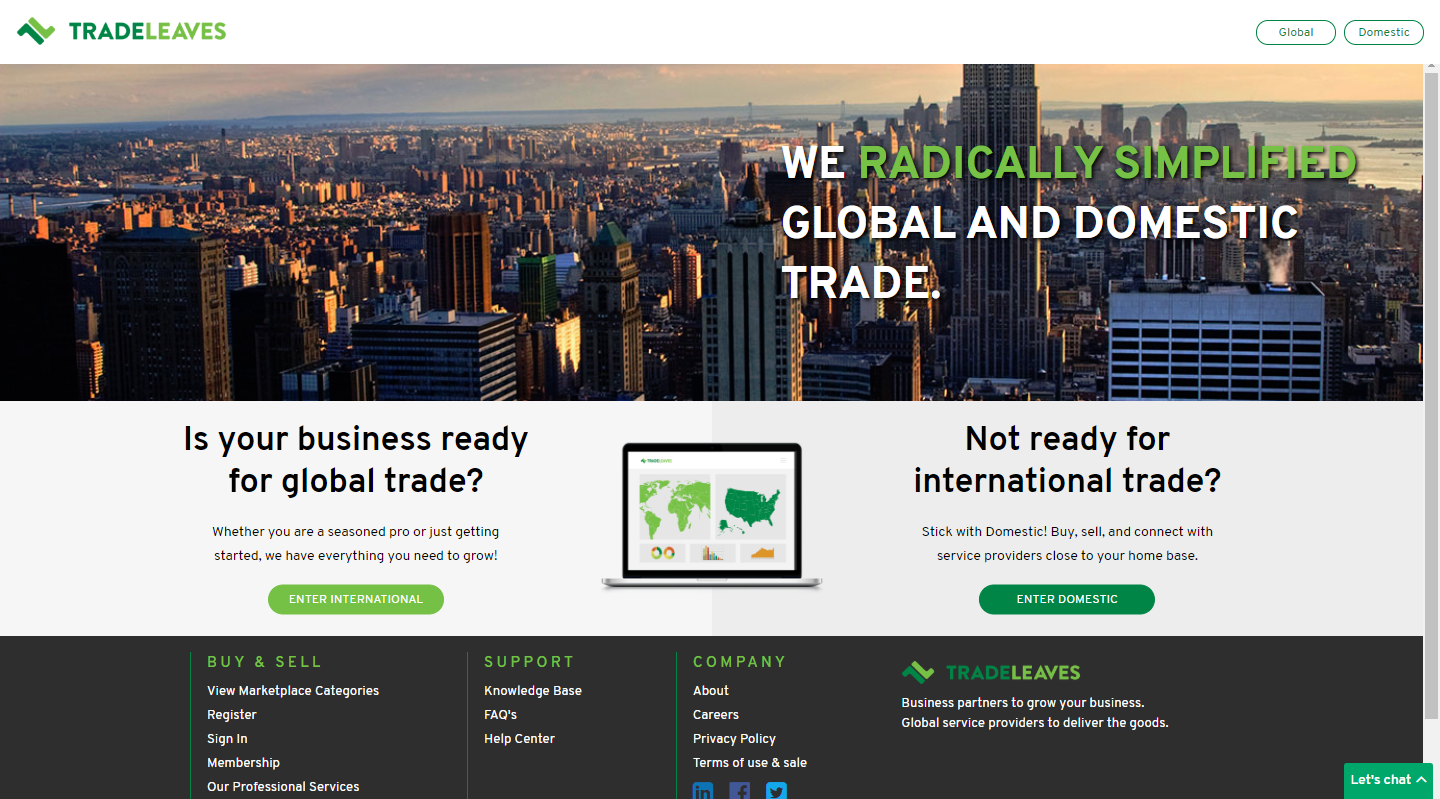 TRADELEAVES
Global
Domestic
WE RADICALLY SIMPLIFIED
GLOBAL AND DOMESTIC
TRADE.
Is your business ready
for global trade?
Whether you are a seasoned pro or just getting
started, we have everything you need to grow!
ENTER INTERNATIONAL
TRADELEAVES
Not ready for
international trade?
Stick with Domestic! Buy, sell, and connect with
service providers close to your home base.
ENTER DOMESTIC
BUY & SELL
View Marketplace Categories
Register
Sign In
Membership
Our Professional Services
SUPPORT
Knowledge Base
FAQ's
Help Center
COMPANY
About
Careers
Privacy Policy
Terms of use & sale
in
f
TRADELEAVES
Business partners to grow your business.
Global service providers to deliver the goods.
Let's chat